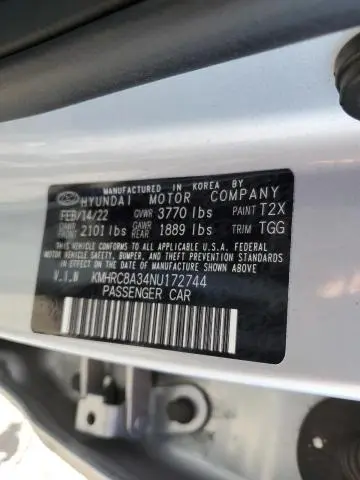 MANUFACTURED IN KOREA BY
HYUNDAI MOTOR COMPANY
FEB/14/22 GVWR 3770 lbs PAINT T2X
GAWR FRONT 2101 lbs GAWR REAR 1889 lbs TRIM TGG
THIS VEHICLE CONFORMS TO ALL APPLICABLE U.S.A. FEDERAL
MOTOR VEHICLE SAFETY, BUMPER, AND THEFT PREVENTION
STANDARDS IN EFFECT ON THE DATE OF MANUFACTURE SHOWN ABOVE.
V.I.N KMHRC8A34NU172744
PASSENGER CAR